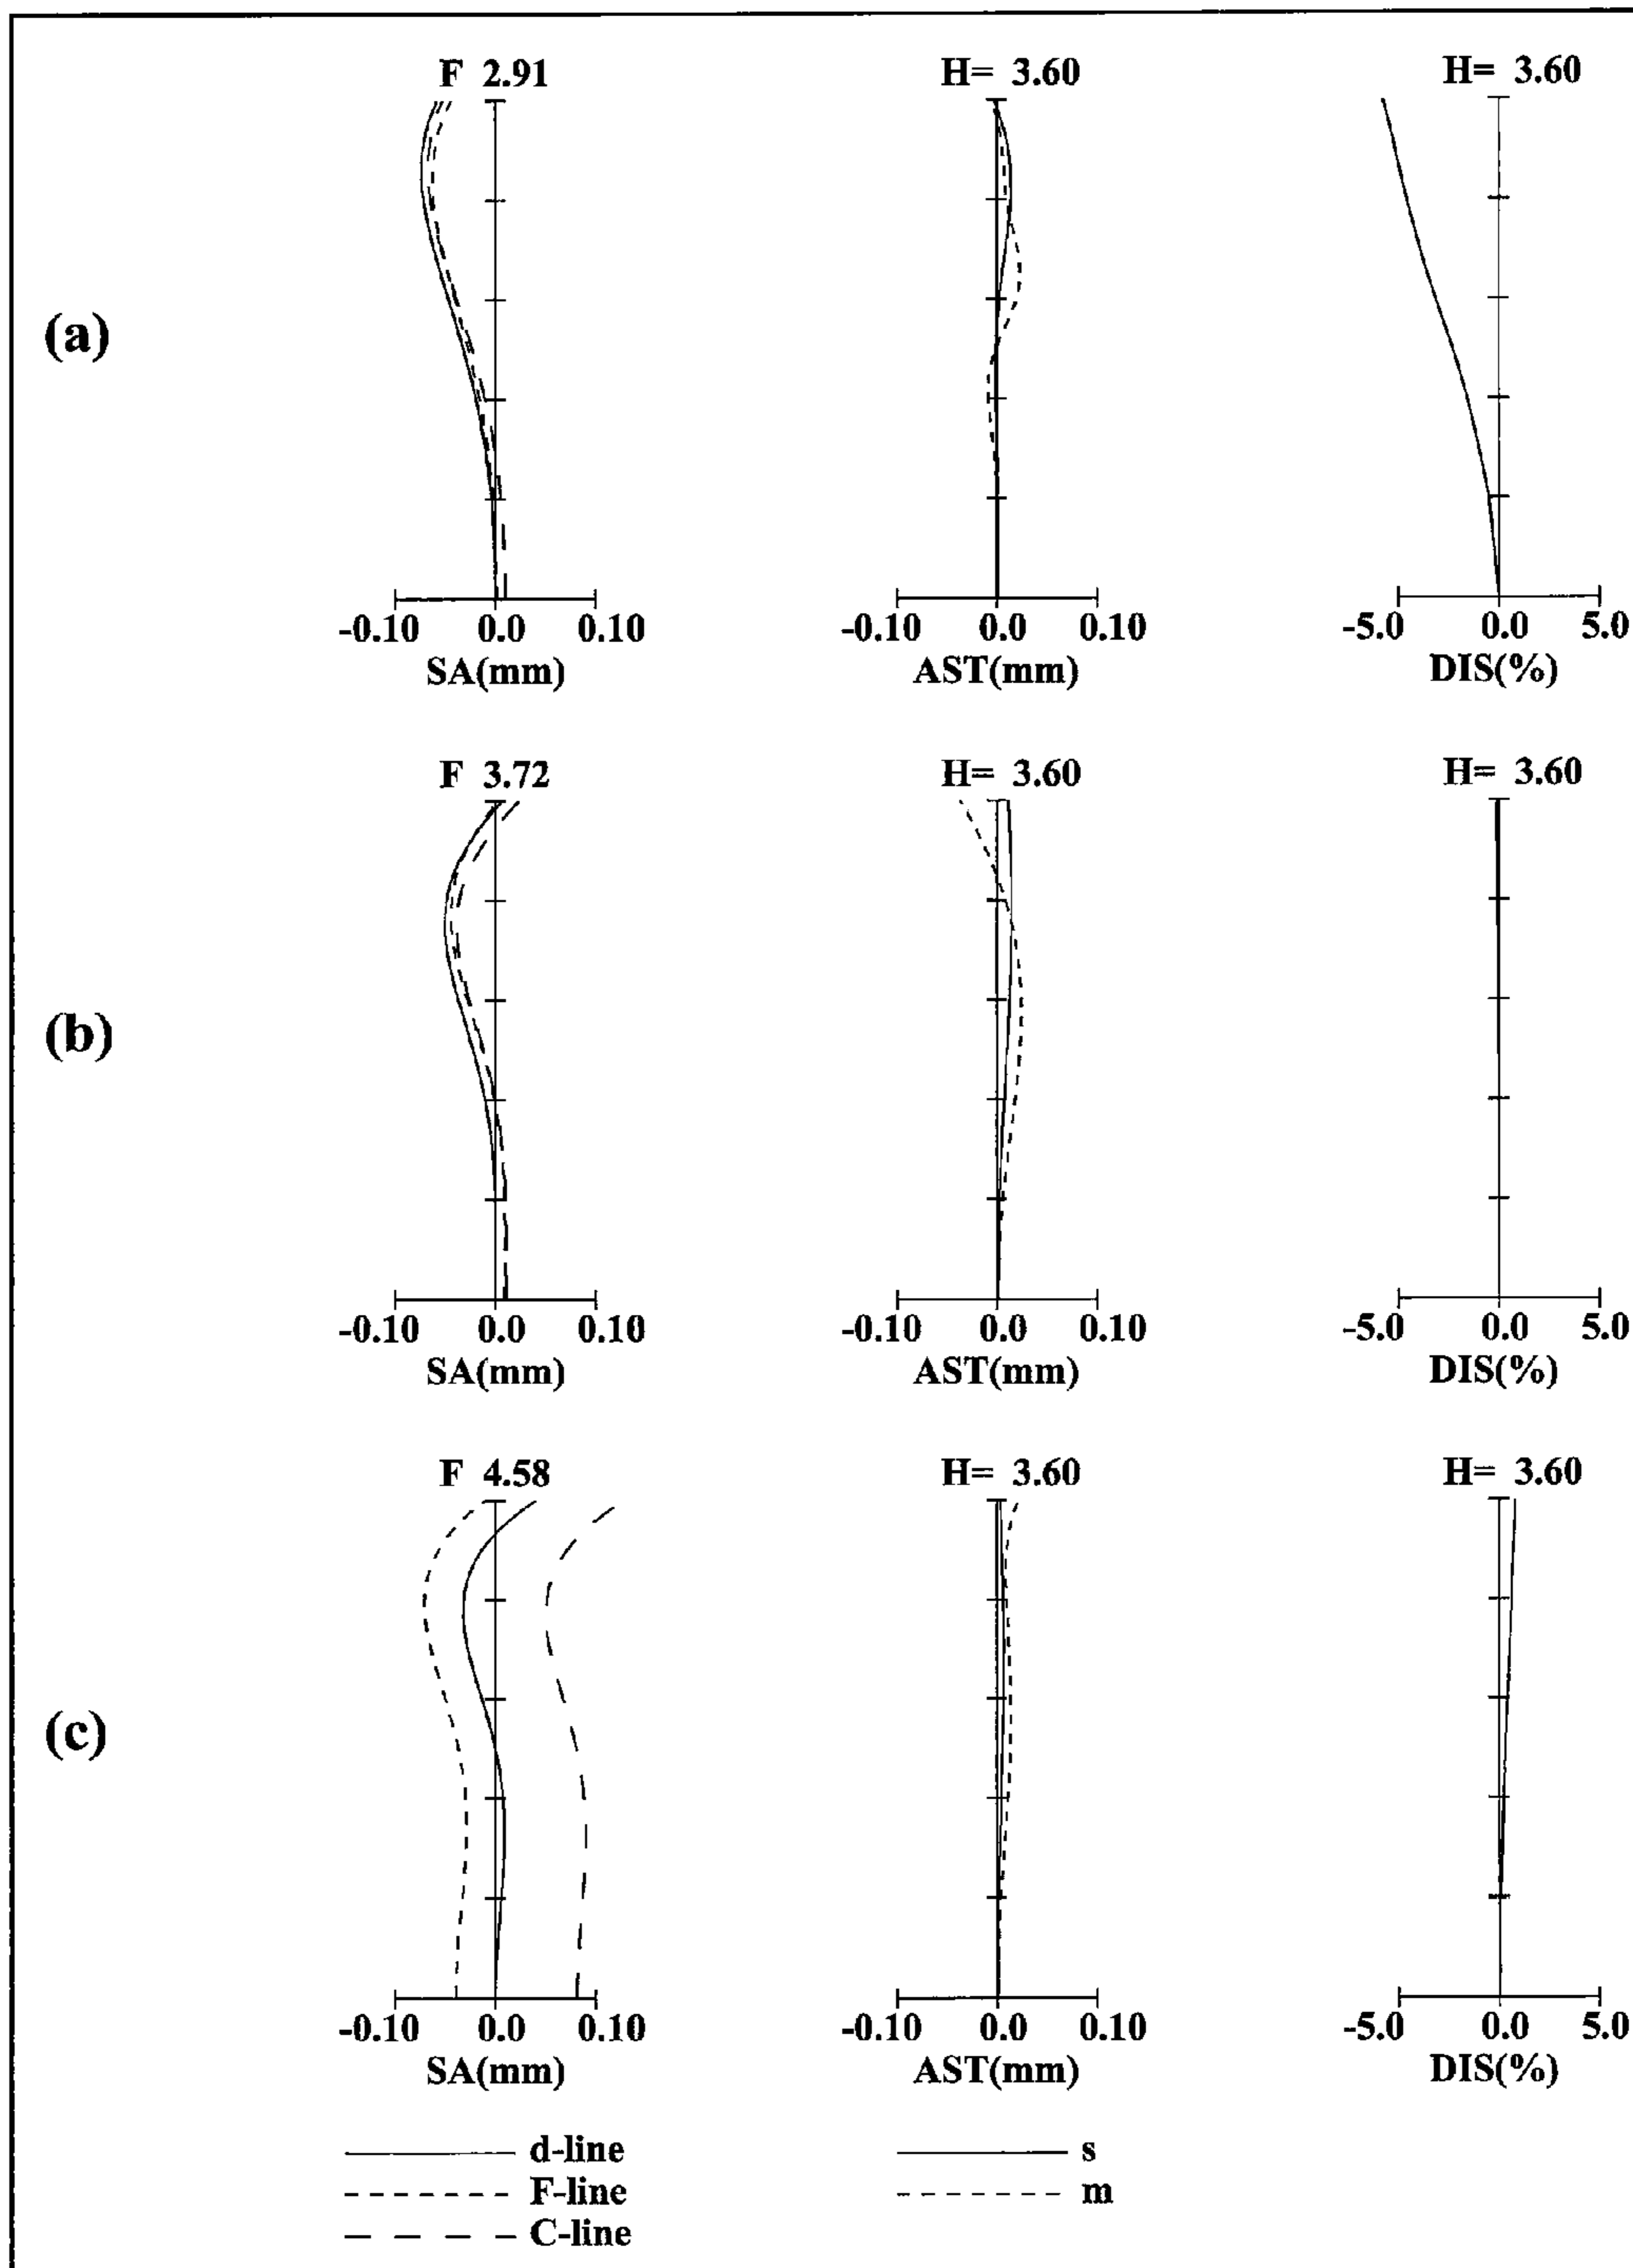 F 2.91
H= 3.60
H= 3.60
(a)
-0.10 0.0 0.10
SA(mm)
-0.10 0.0 0.10
AST(mm)
-5.0 0.0 5.0
DIS(%)
F 3.72
H= 3.60
H= 3.60
(b)
-0.10 0.0 0.10
SA(mm)
-0.10 0.0 0.10
AST(mm)
-5.0 0.0 5.0
DIS(%)
F 4.58
H= 3.60
H= 3.60
(c)
-0.10 0.0 0.10
SA(mm)
-0.10 0.0 0.10
AST(mm)
-5.0 0.0 5.0
DIS(%)
d-line
F-line
C-line
s
m